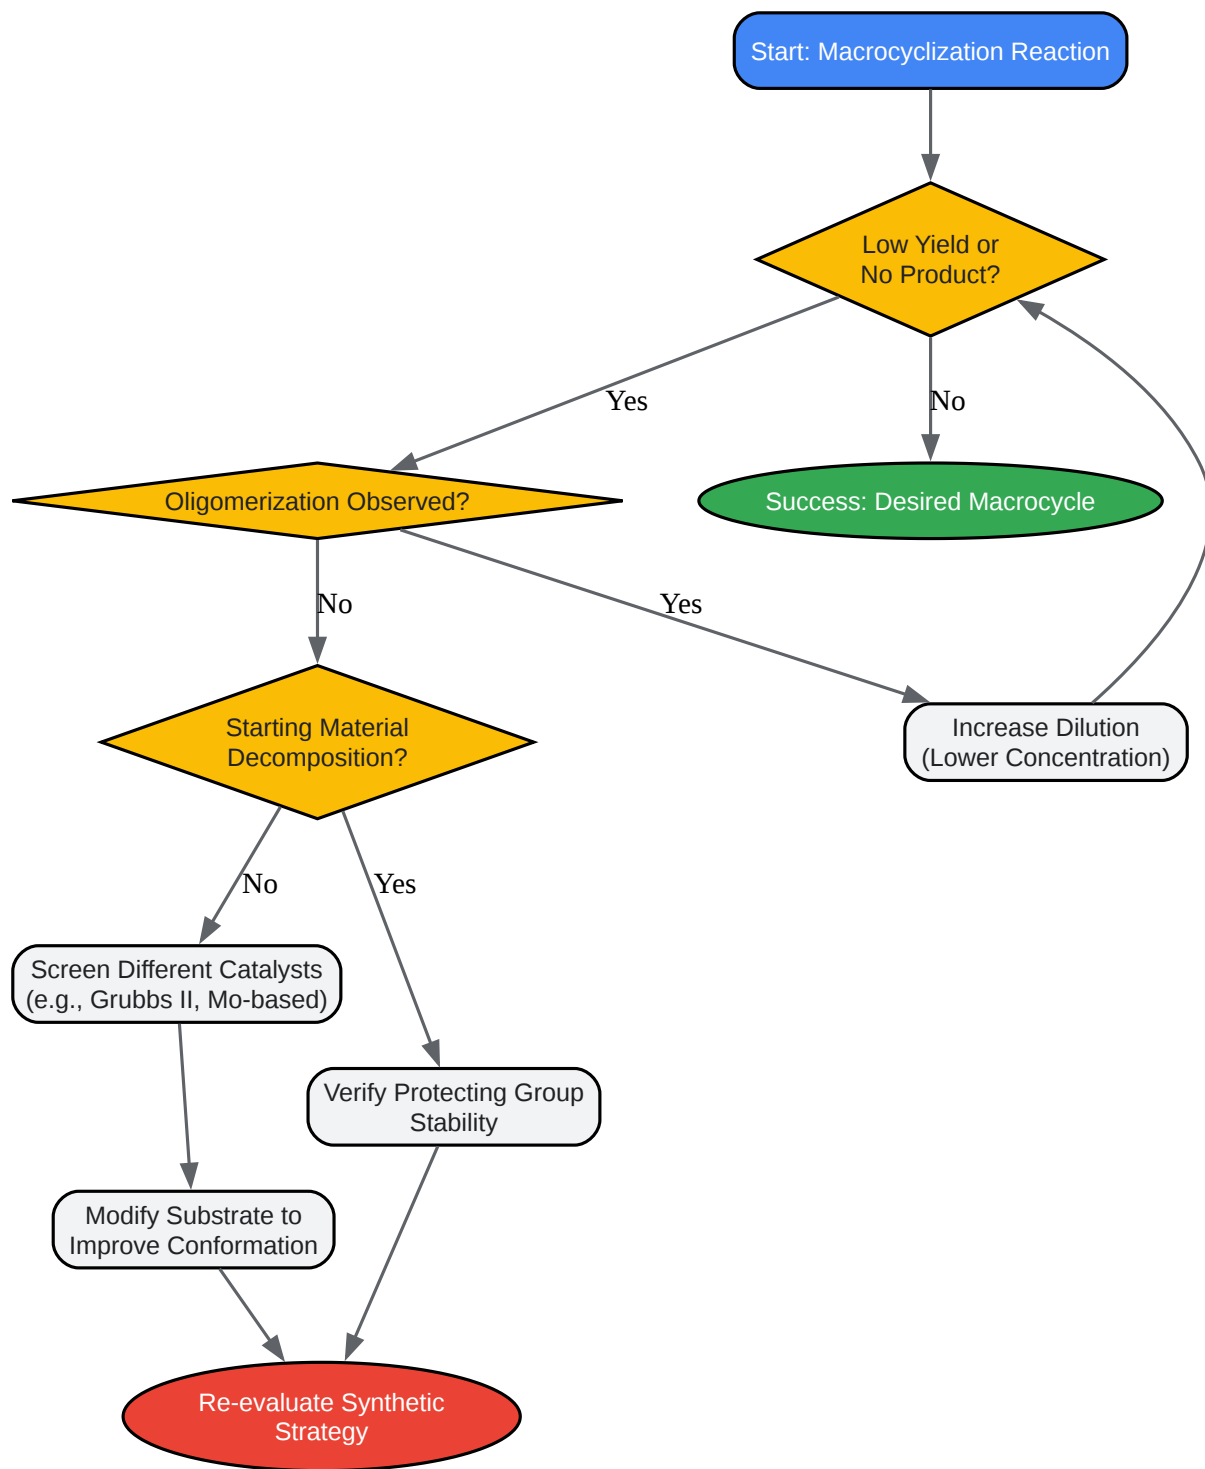 Start: Macrocyclization Reaction
Low Yield or
No Product?
Yes
No
Oligomerization Observed?
Success: Desired Macrocycle
No
Yes
Starting Material
Decomposition?
Increase Dilution
(Lower Concentration)
No
Yes
Screen Different Catalysts
(e.g., Grubbs II, Mo-based)
Verify Protecting Group
Stability
Modify Substrate to
Improve Conformation
Re-evaluate Synthetic
Strategy